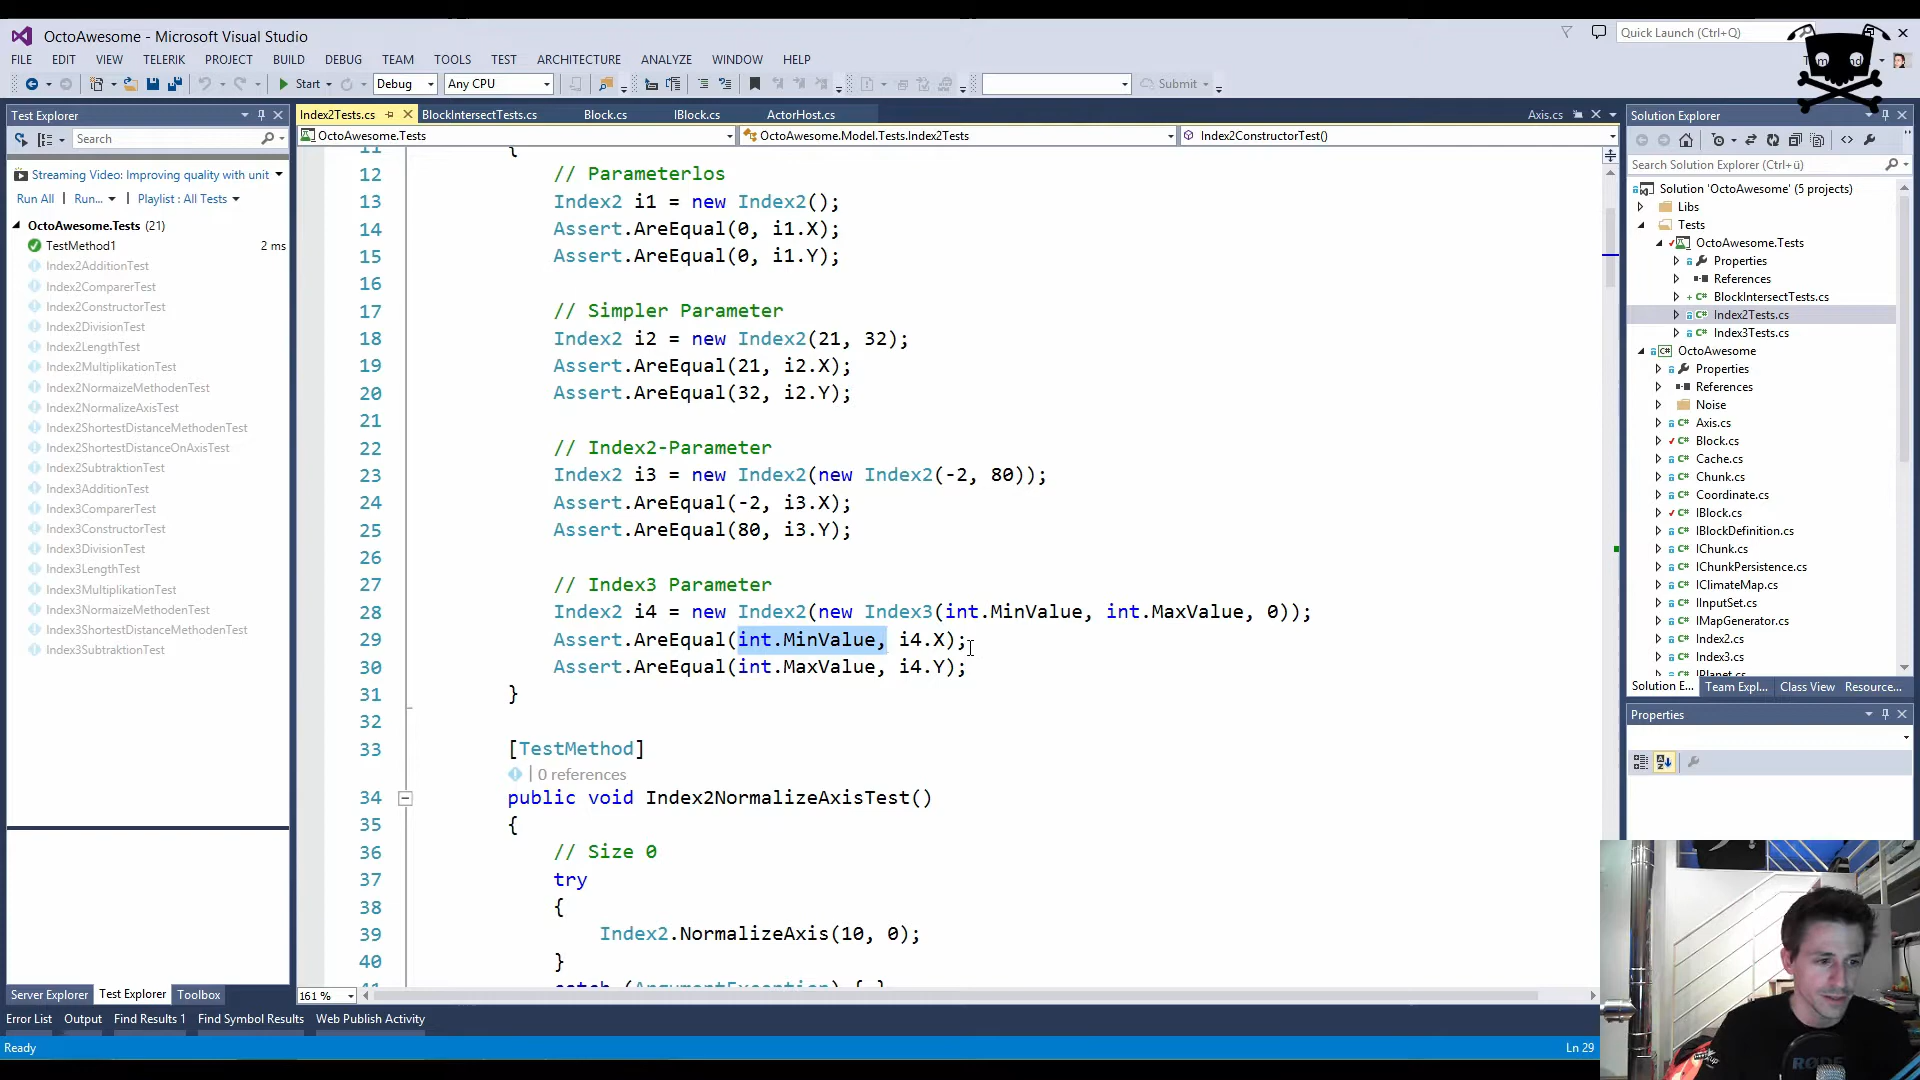 OctoAwesome - Microsoft Visual Studio
Quick Launch (Ctrl+Q)
FILE EDIT VIEW TELERIK PROJECT BUILD DEBUG TEAM TOOLS TEST ARCHITECTURE ANALYZE WINDOW HELP
Start Debug Any CPU Submit
Test Explorer
Search
Streaming Video: Improving quality with unit
Run All Run... Playlist : All Tests
OctoAwesome.Tests (21)
TestMethod1 2 ms
Index2AdditionTest
Index2ComparerTest
Index2ConstructorTest
Index2DivisionTest
Index2LengthTest
Index2MultiplikationTest
Index2NormaizeMethodenTest
Index2NormalizeAxisTest
Index2ShortestDistanceMethodenTest
Index2ShortestDistanceOnAxisTest
Index2SubtraktionTest
Index3AdditionTest
Index3ComparerTest
Index3ConstructorTest
Index3DivisionTest
Index3LengthTest
Index3MultiplikationTest
Index3NormaizeMethodenTest
Index3ShortestDistanceMethodenTest
Index3SubtraktionTest
Server Explorer Test Explorer Toolbox
Index2Tests.cs BlockIntersectTests.cs Block.cs IBlock.cs ActorHost.cs Axis.cs
OctoAwesome.Tests OctoAwesome.Model.Tests.Index2Tests Index2ConstructorTest()
11 {
12 // Parameterlos
13 Index2 i1 = new Index2();
14 Assert.AreEqual(0, i1.X);
15 Assert.AreEqual(0, i1.Y);
16
17 // Simpler Parameter
18 Index2 i2 = new Index2(21, 32);
19 Assert.AreEqual(21, i2.X);
20 Assert.AreEqual(32, i2.Y);
21
22 // Index2-Parameter
23 Index2 i3 = new Index2(new Index2(-2, 80));
24 Assert.AreEqual(-2, i3.X);
25 Assert.AreEqual(80, i3.Y);
26
27 // Index3 Parameter
28 Index2 i4 = new Index2(new Index3(int.MinValue, int.MaxValue, 0));
29 Assert.AreEqual(int.MinValue, i4.X);
30 Assert.AreEqual(int.MaxValue, i4.Y);
31 }
32
33 [TestMethod]
0 references
34 public void Index2NormalizeAxisTest()
35 {
36 // Size 0
37 try
38 {
39 Index2.NormalizeAxis(10, 0);
40 }
41 catch (ArgumentException) { }
161 %
Solution Explorer
Search Solution Explorer (Ctrl+ü)
Solution 'OctoAwesome' (5 projects)
Libs
Tests
OctoAwesome.Tests
Properties
References
BlockIntersectTests.cs
Index2Tests.cs
Index3Tests.cs
OctoAwesome
Properties
References
Noise
Axis.cs
Block.cs
Cache.cs
Chunk.cs
Coordinate.cs
IBlock.cs
IBlockDefinition.cs
IChunk.cs
IChunkPersistence.cs
IClimateMap.cs
IInputSet.cs
IMapGenerator.cs
Index2.cs
Index3.cs
IPlanet.cs
Solution E... Team Expl... Class View Resource...
Properties
Error List Output Find Results 1 Find Symbol Results Web Publish Activity
Ready Ln 29
RØDE